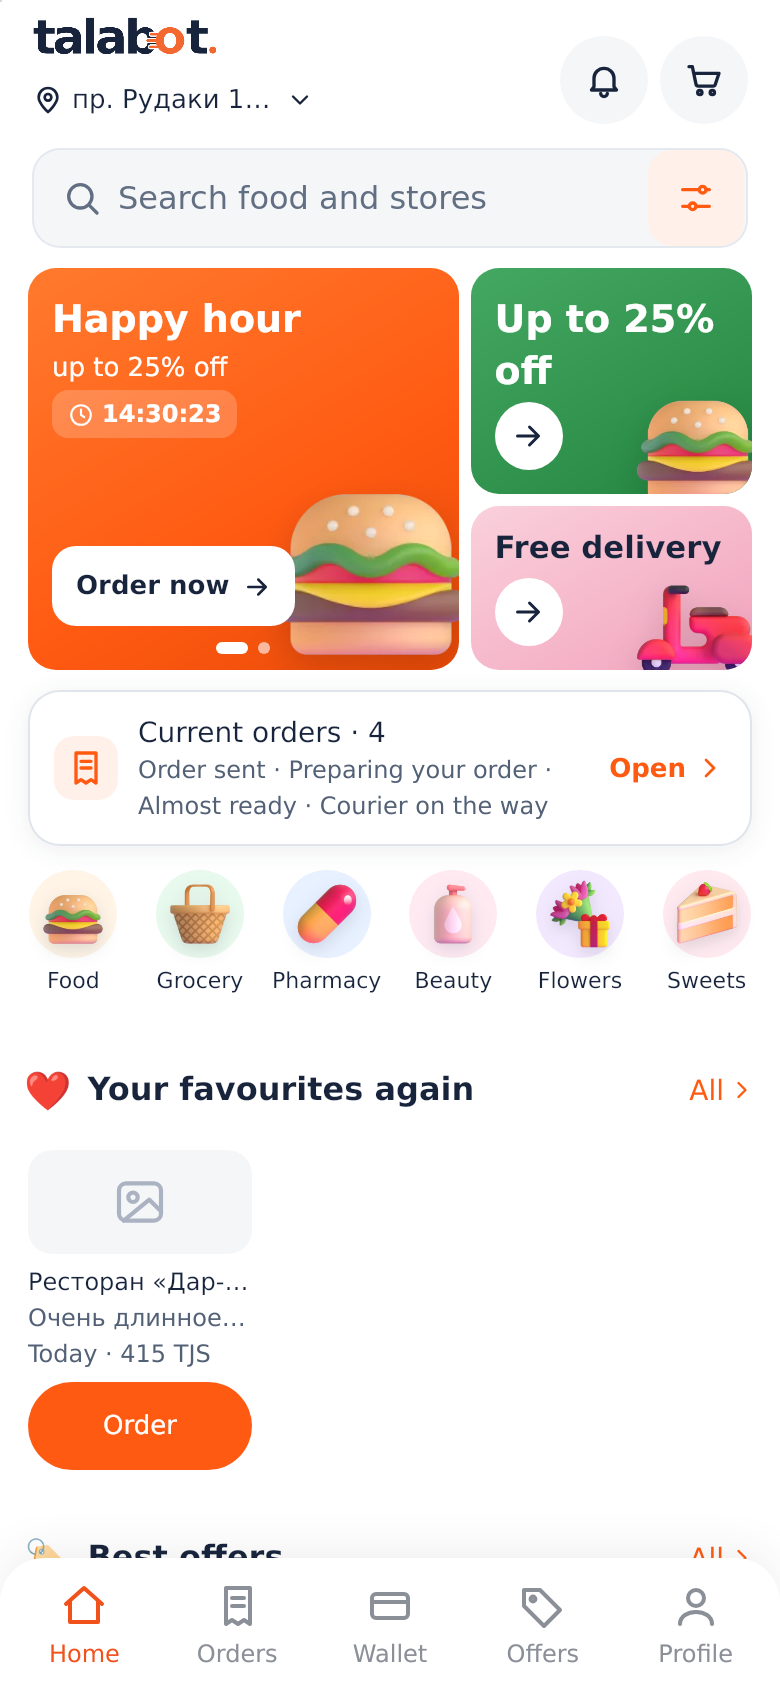 talabot.
пр. Рудаки 1...
Search food and stores
Happy hour
up to 25% off
14:30:23
Order now
Up to 25%
off
Free delivery
Current orders · 4
Order sent · Preparing your order ·
Almost ready · Courier on the way
Open
Food
Grocery
Pharmacy
Beauty
Flowers
Sweets
Your favourites again
All
Ресторан «Дар-...
Очень длинное...
Today · 415 TJS
Order
Best offers
All
Home
Orders
Wallet
Offers
Profile